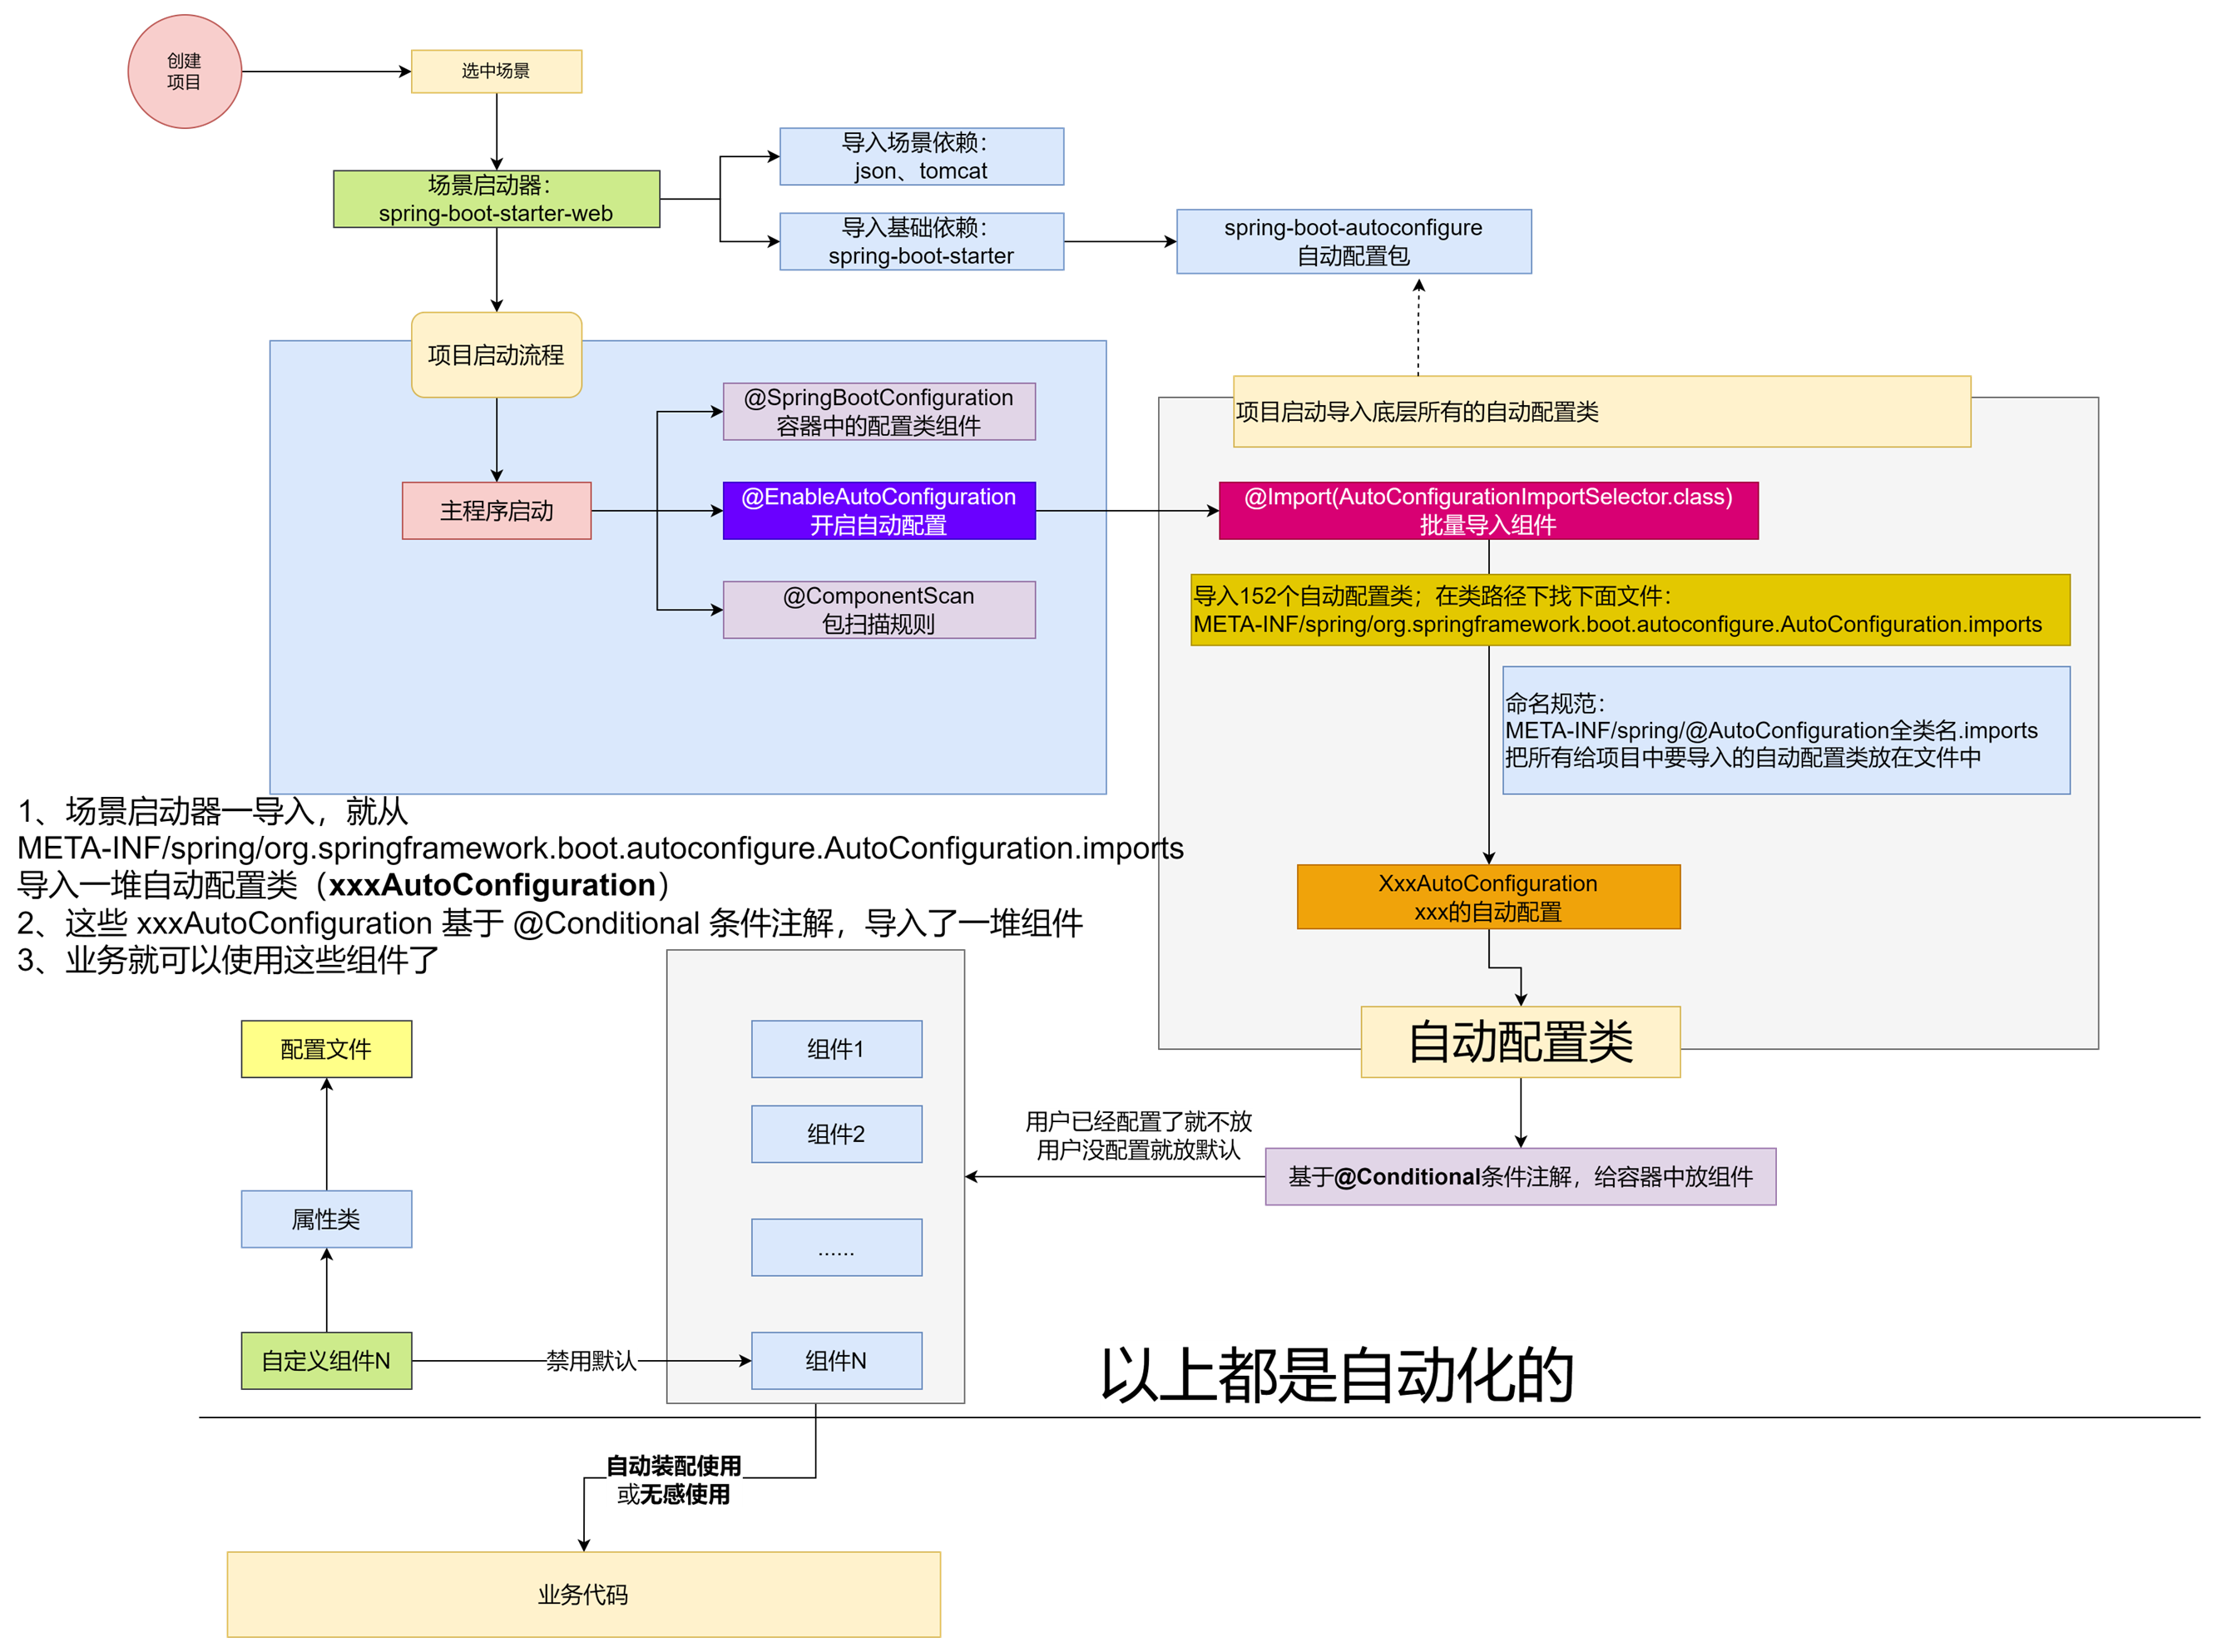 创建
项目
选中场景
场景启动器：
spring-boot-starter-web
导入场景依赖：
json、tomcat
导入基础依赖：
spring-boot-starter
spring-boot-autoconfigure
自动配置包
项目启动流程
主程序启动
@SpringBootConfiguration
容器中的配置类组件
@EnableAutoConfiguration
开启自动配置
@ComponentScan
包扫描规则
项目启动导入底层所有的自动配置类
@Import(AutoConfigurationImportSelector.class)
批量导入组件
导入152个自动配置类；在类路径下找下面文件：
META-INF/spring/org.springframework.boot.autoconfigure.AutoConfiguration.imports
命名规范：
META-INF/spring/@AutoConfiguration全类名.imports
把所有给项目中要导入的自动配置类放在文件中
XxxAutoConfiguration
xxx的自动配置
自动配置类
1、场景启动器一导入，就从
META-INF/spring/org.springframework.boot.autoconfigure.AutoConfiguration.imports
导入一堆自动配置类（xxxAutoConfiguration）
2、这些 xxxAutoConfiguration 基于 @Conditional 条件注解，导入了一堆组件
3、业务就可以使用这些组件了
用户已经配置了就不放
用户没配置就放默认
基于@Conditional条件注解，给容器中放组件
配置文件
属性类
自定义组件N
禁用默认
组件1
组件2
......
组件N
以上都是自动化的
自动装配使用
或无感使用
业务代码